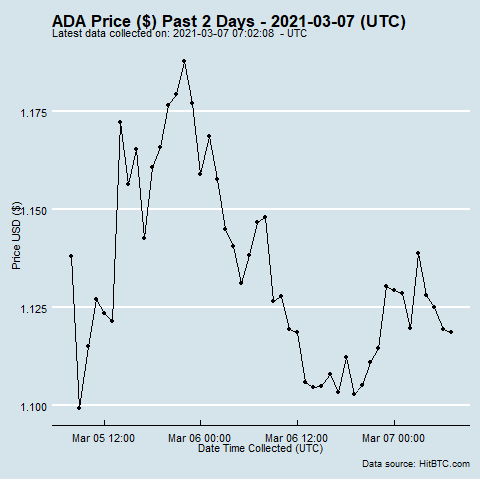 ADA Price ($) Past 2 Days - 2021-03-07 (UTC)
Latest data collected on: 2021-03-07 07:02:08 - UTC
1.175
1.150
1.125
1.100
Price USD ($)
Mar 05 12:00 Mar 06 00:00 Mar 06 12:00 Mar 07 00:00
Date Time Collected (UTC)
Data source: HitBTC.com